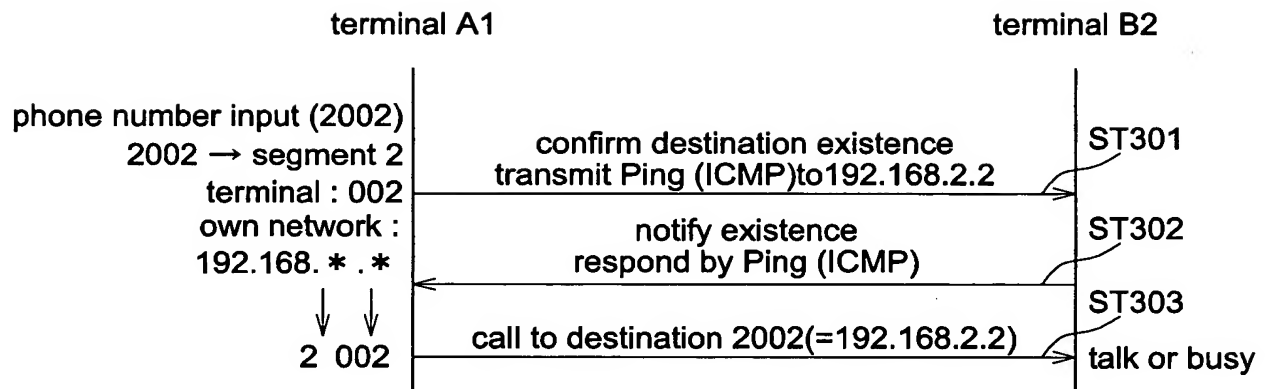 terminal A1
terminal B2
phone number input (2002)
2002 → segment 2
terminal : 002
own network :
192.168. * . *
2 002
confirm destination existence
transmit Ping (ICMP)to192.168.2.2
ST301
notify existence
respond by Ping (ICMP)
ST302
call to destination 2002(=192.168.2.2)
ST303
talk or busy